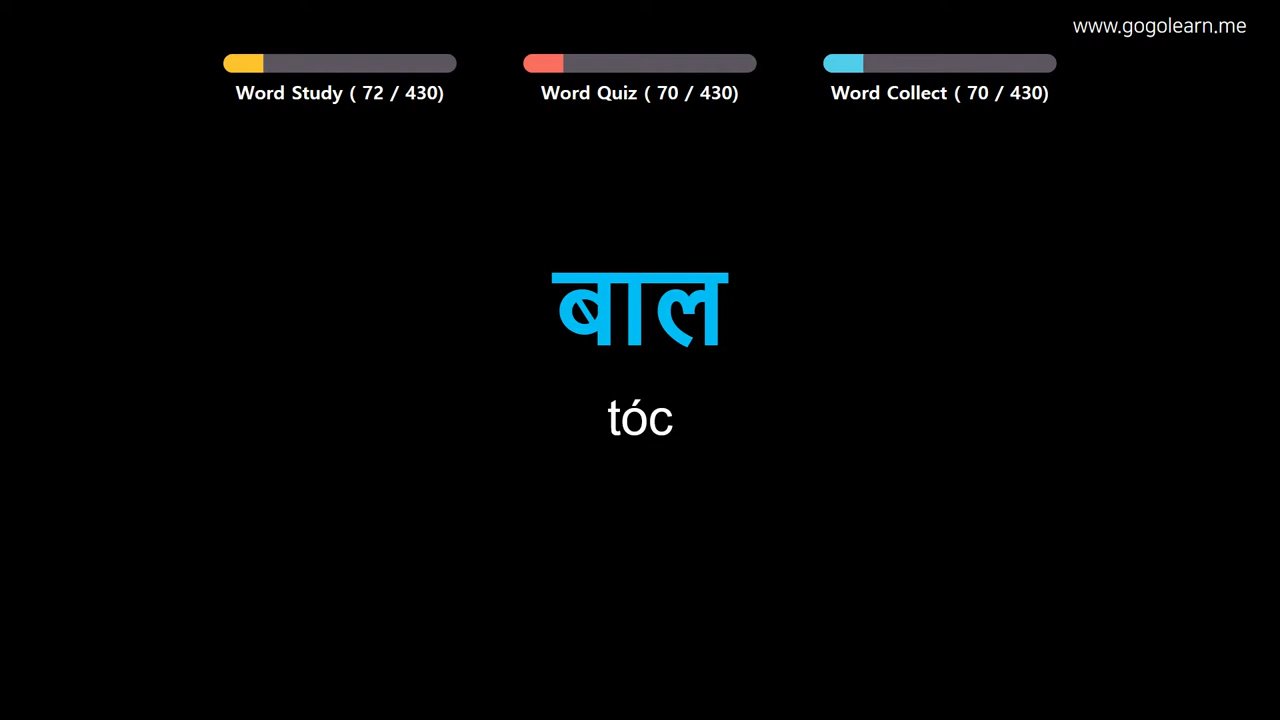 www.gogolearn.me
Word Study ( 72 / 430)
Word Quiz ( 70 / 430)
Word Collect ( 70 / 430)
बाल
tóc